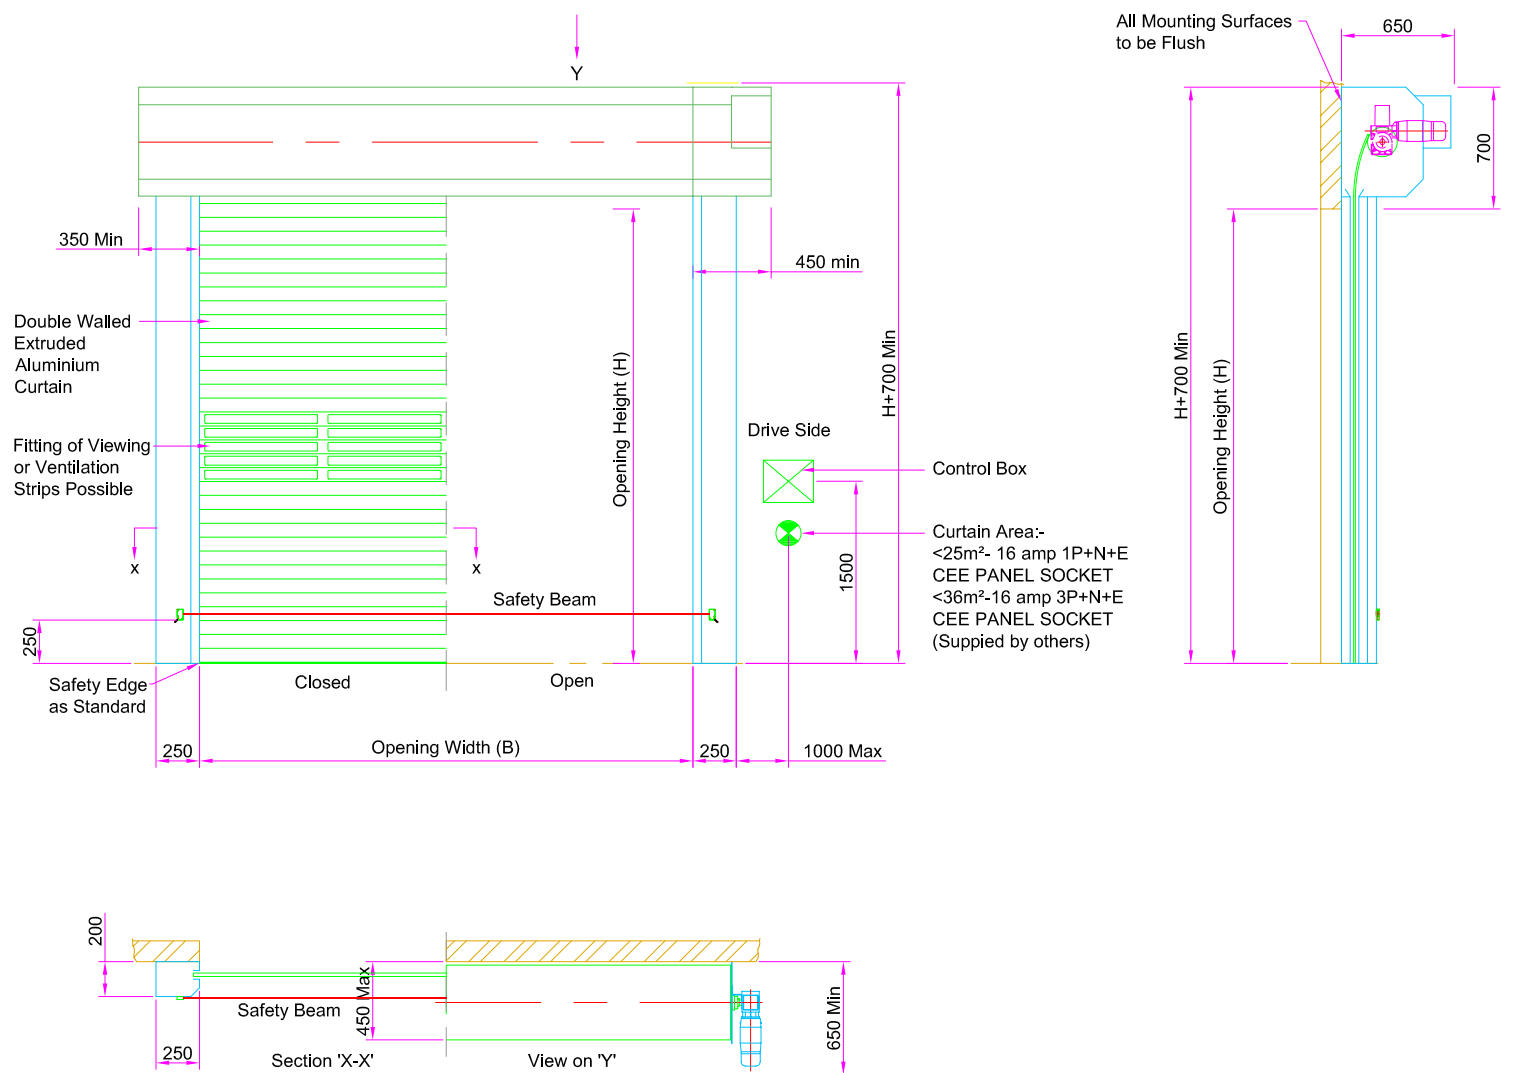 All Mounting Surfaces
to be Flush
650
Y
700
350 Min
450 min
Double Walled
Extruded
Aluminium
Curtain
H+700 Min
Opening Height (H)
H+700 Min
Opening Height (H)
Drive Side
Fitting of Viewing
or Ventilation
Strips Possible
Control Box
Curtain Area:-
<25m²- 16 amp 1P+N+E
CEE PANEL SOCKET
<36m²-16 amp 3P+N+E
CEE PANEL SOCKET
(Suppied by others)
x
x
1500
Safety Beam
250
Safety Edge
as Standard
Closed
Open
250
Opening Width (B)
250
1000 Max
200
450 Max
650 Min
Safety Beam
250
Section 'X-X'
View on 'Y'